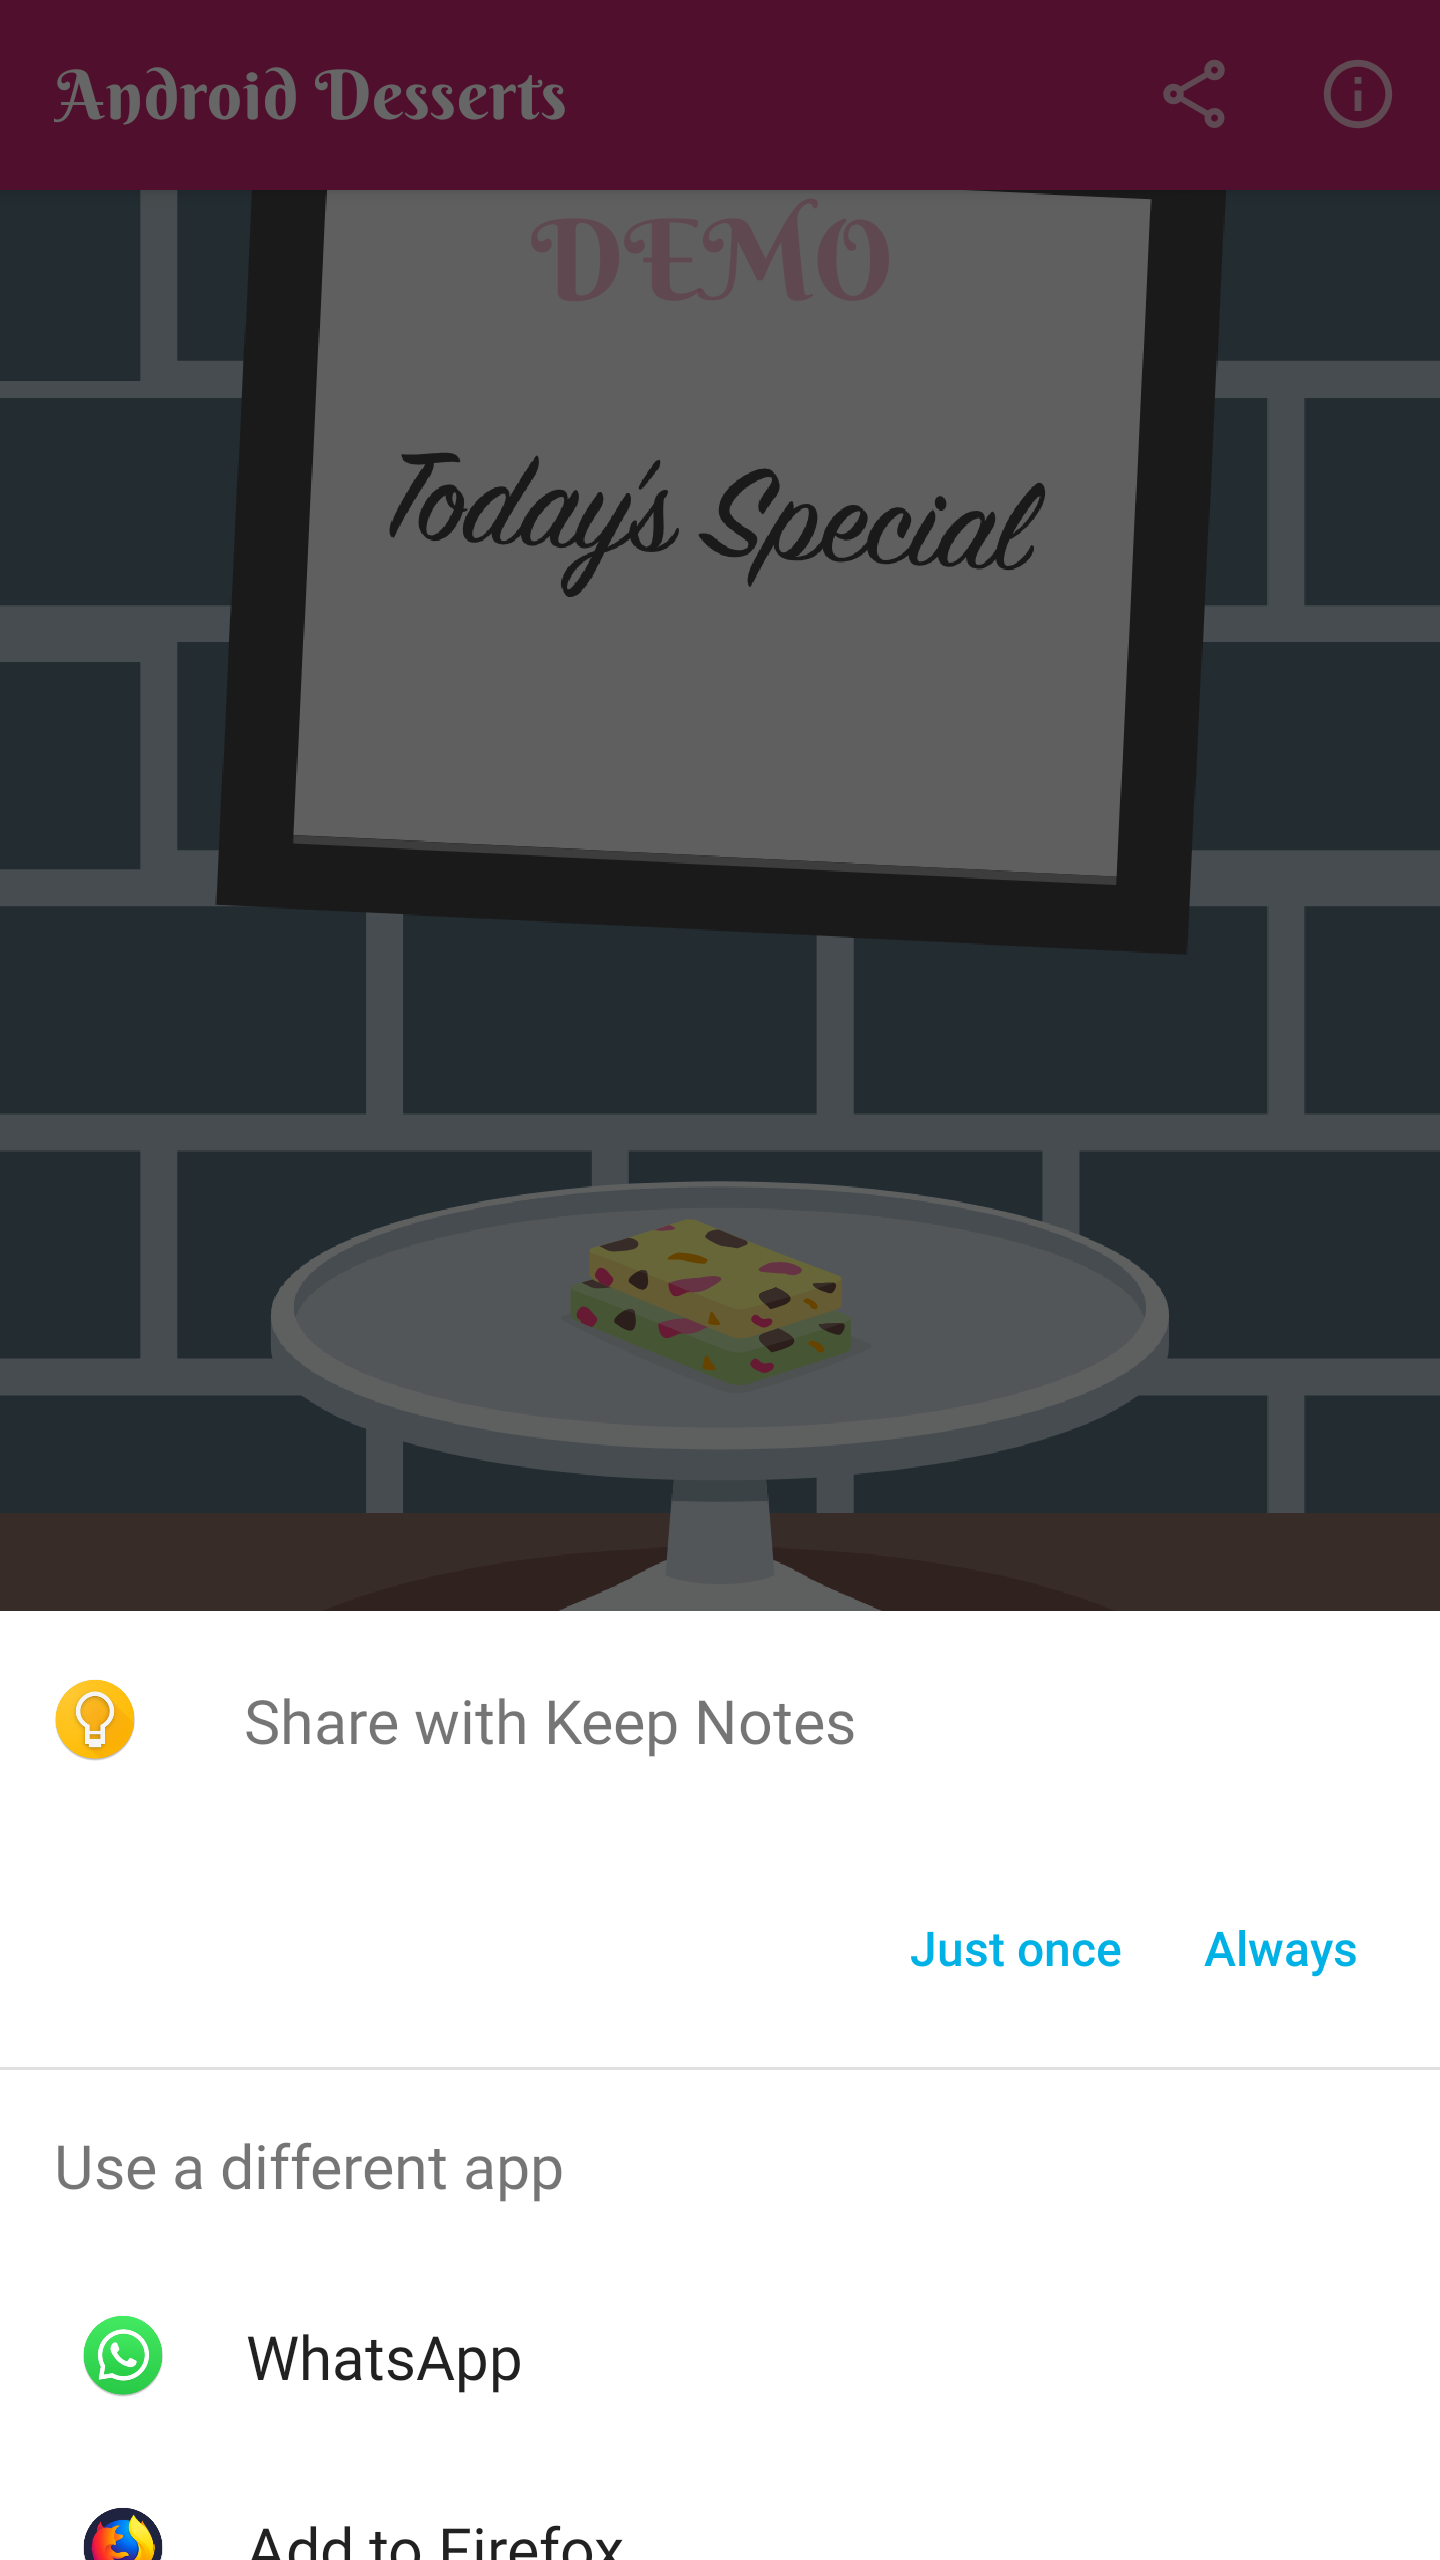 Android Desserts
DEMO
Today's Special
Share with Keep Notes
Just once Always
Use a different app
WhatsApp
Add to Firefox